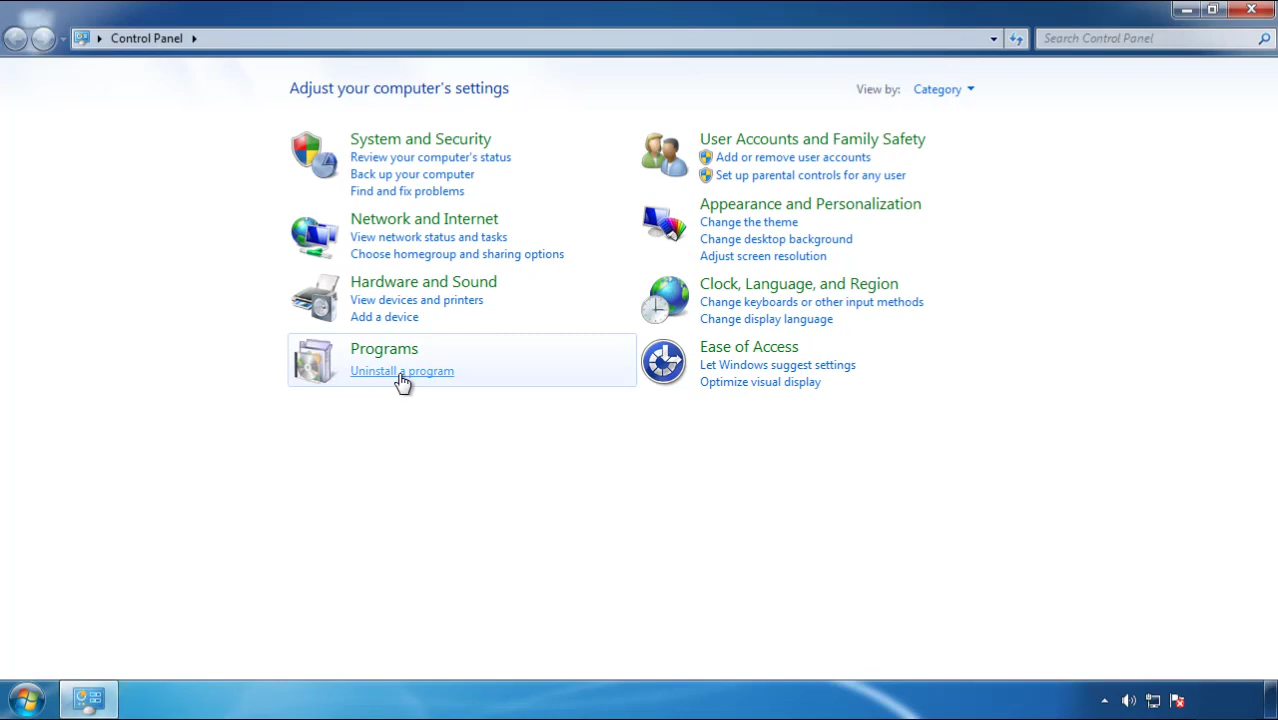 Control Panel
Search Control Panel
Adjust your computer's settings
View by: Category
System and Security
Review your computer's status
Back up your computer
Find and fix problems
Network and Internet
View network status and tasks
Choose homegroup and sharing options
Hardware and Sound
View devices and printers
Add a device
Programs
Uninstall a program
User Accounts and Family Safety
Add or remove user accounts
Set up parental controls for any user
Appearance and Personalization
Change the theme
Change desktop background
Adjust screen resolution
Clock, Language, and Region
Change keyboards or other input methods
Change display language
Ease of Access
Let Windows suggest settings
Optimize visual display